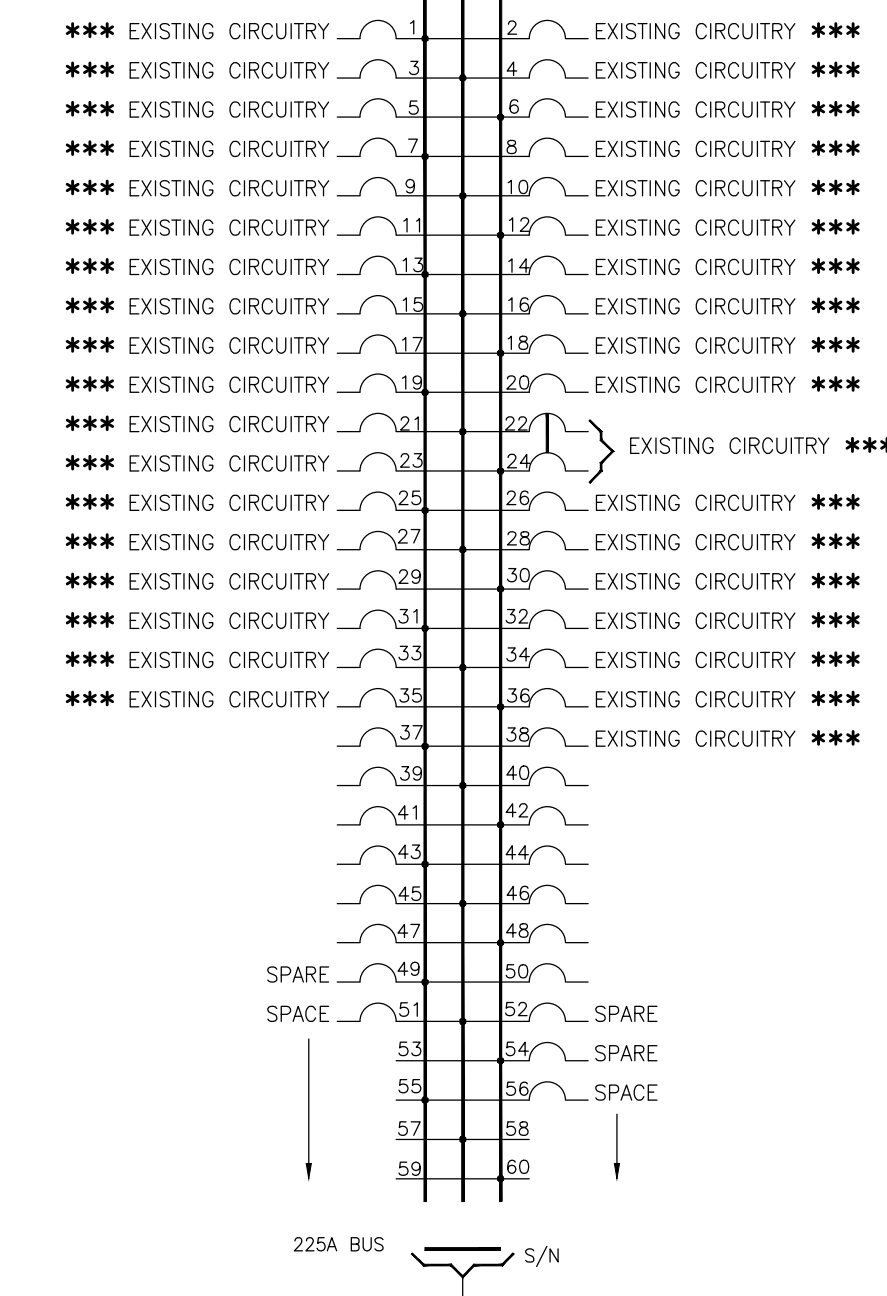 *** EXISTING CIRCUITRY 1 2 EXISTING CIRCUITRY ***
*** EXISTING CIRCUITRY 3 4 EXISTING CIRCUITRY ***
*** EXISTING CIRCUITRY 5 6 EXISTING CIRCUITRY ***
*** EXISTING CIRCUITRY 7 8 EXISTING CIRCUITRY ***
*** EXISTING CIRCUITRY 9 10 EXISTING CIRCUITRY ***
*** EXISTING CIRCUITRY 11 12 EXISTING CIRCUITRY ***
*** EXISTING CIRCUITRY 13 14 EXISTING CIRCUITRY ***
*** EXISTING CIRCUITRY 15 16 EXISTING CIRCUITRY ***
*** EXISTING CIRCUITRY 17 18 EXISTING CIRCUITRY ***
*** EXISTING CIRCUITRY 19 20 EXISTING CIRCUITRY ***
*** EXISTING CIRCUITRY 21 22
EXISTING CIRCUITRY ***
*** EXISTING CIRCUITRY 23 24
*** EXISTING CIRCUITRY 25 26 EXISTING CIRCUITRY ***
*** EXISTING CIRCUITRY 27 28 EXISTING CIRCUITRY ***
*** EXISTING CIRCUITRY 29 30 EXISTING CIRCUITRY ***
*** EXISTING CIRCUITRY 31 32 EXISTING CIRCUITRY ***
*** EXISTING CIRCUITRY 33 34 EXISTING CIRCUITRY ***
*** EXISTING CIRCUITRY 35 36 EXISTING CIRCUITRY ***
37 38 EXISTING CIRCUITRY ***
39 40
41 42
43 44
45 46
47 48
SPARE 49 50
SPACE 51 52 SPARE
53 54 SPARE
55 56 SPACE
57 58
59 60
225A BUS S/N